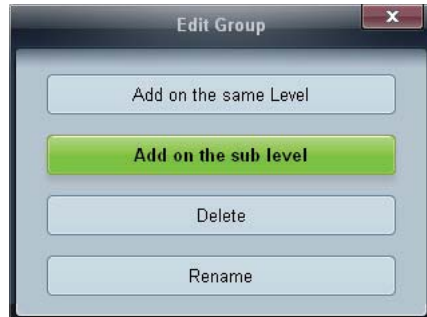 Edit Group
x
Add on the same Level
Add on the sub level
Delete
Rename